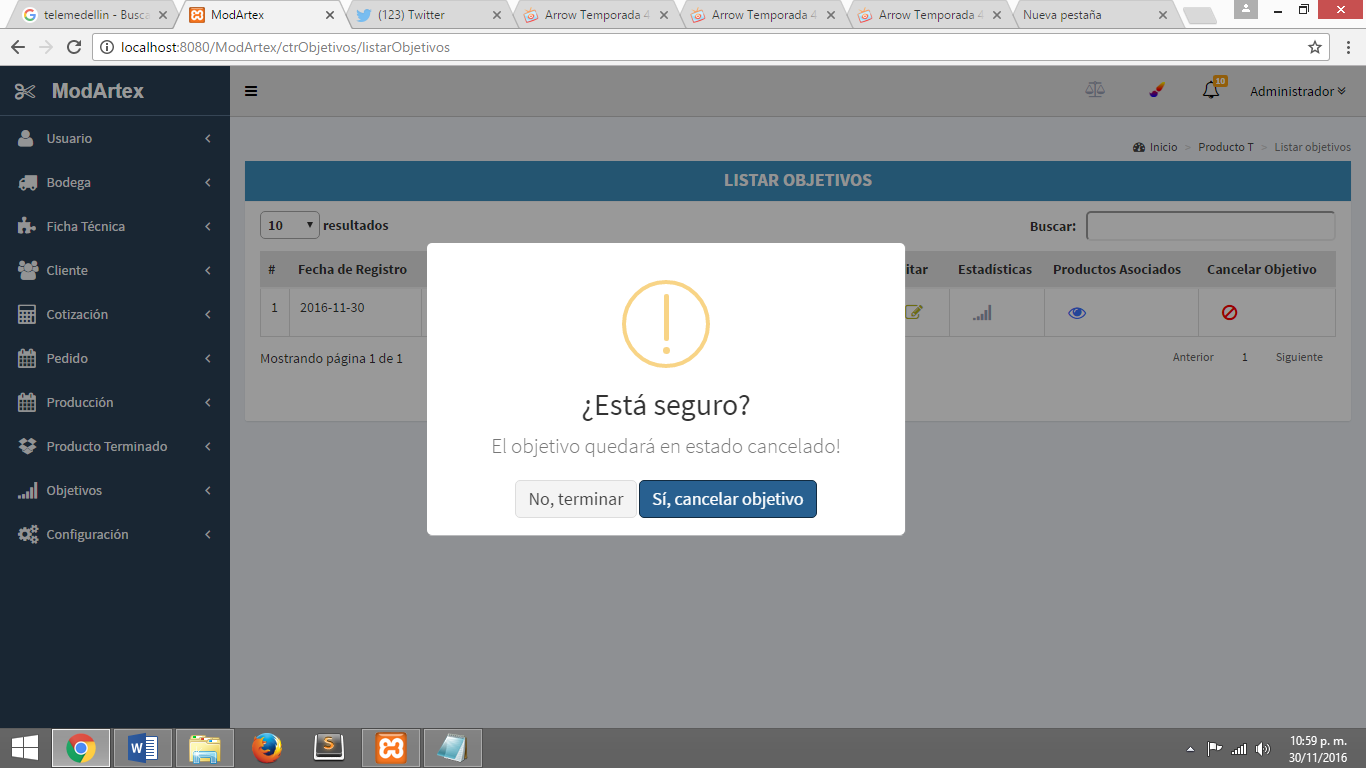 telemedellin - Busca
ModArtex
(123) Twitter
Arrow Temporada 4
Arrow Temporada 4
Arrow Temporada 4
Nueva pestaña
localhost:8080/ModArtex/ctrObjetivos/listarObjetivos
ModArtex
10
Administrador
Usuario
Bodega
Ficha Técnica
Cliente
Cotización
Pedido
Producción
Producto Terminado
Objetivos
Configuración
Inicio > Producto T > Listar objetivos
LISTAR OBJETIVOS
10 resultados
Buscar:
# Fecha de Registro itar Estadísticas Productos Asociados Cancelar Objetivo
1 2016-11-30
Mostrando página 1 de 1
Anterior 1 Siguiente
¿Está seguro?
El objetivo quedará en estado cancelado!
No, terminar
Sí, cancelar objetivo
10:59 p. m.
30/11/2016